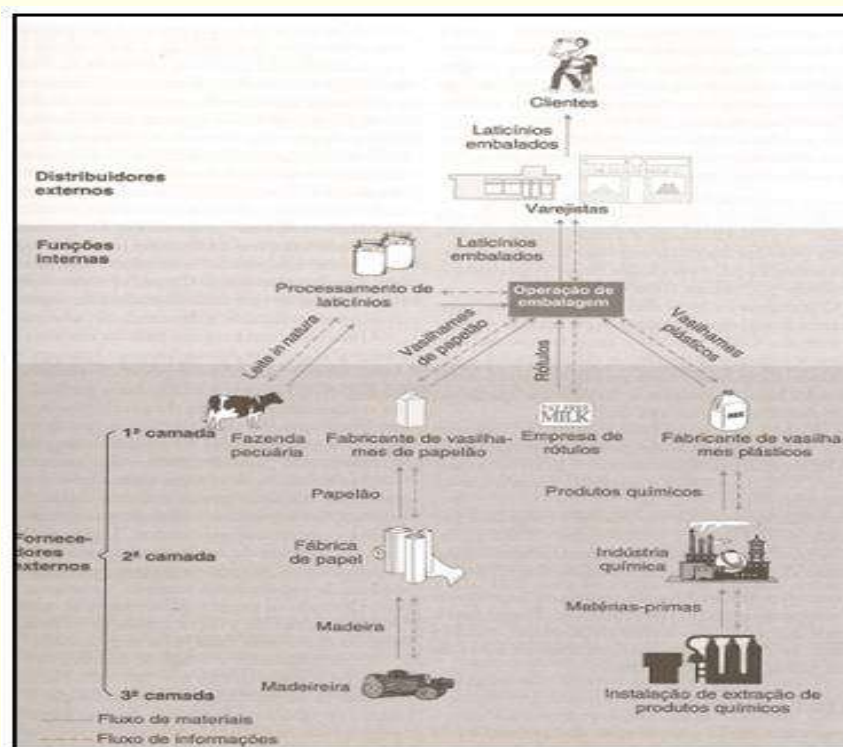 Clientes
Laticínios
embalados
Distribuidores
externos
Varejistas
Funções
internas
Laticínios
embalados
Processamento de
laticínios
Operação de
embalagem
Leite in natura
Vasilhames
de papelão
Rótulos
Vasilhames
plásticos
MILK
1ª camada
Fazenda
pecuária
Fabricante de vasilha-
mes de papelão
Empresa de
rótulos
Fabricante de vasilha-
mes plásticos
Papelão
Produtos químicos
Fornece-
dores
externos
2ª camada
Fábrica
de papel
Indústria
química
Madeira
Matérias-primas
3ª camada
Madeireira
Instalação de extração de
produtos químicos
Fluxo de materiais
Fluxo de informações